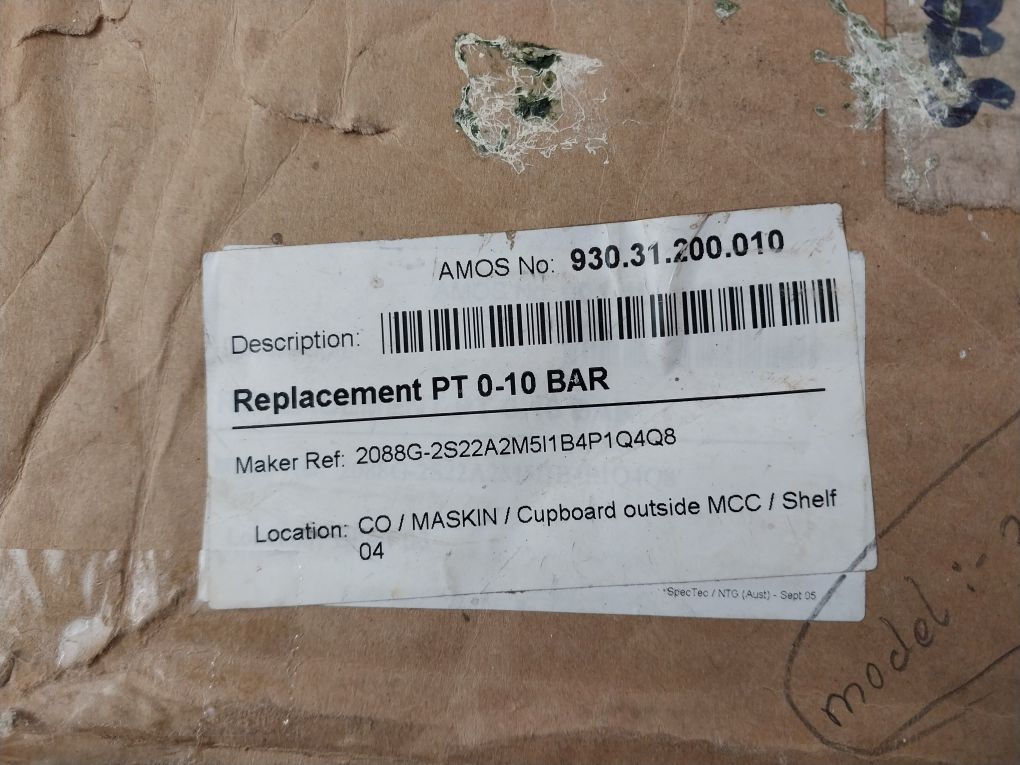 AMOS No: 930.31.200.010
Description:
Replacement PT 0-10 BAR
Maker Ref: 2088G-2S22A2M5I1B4P1Q4Q8
Location: CO / MASKIN / Cupboard outside MCC / Shelf
04
*SpecTec / NTG (Aust) - Sept 05
model :-